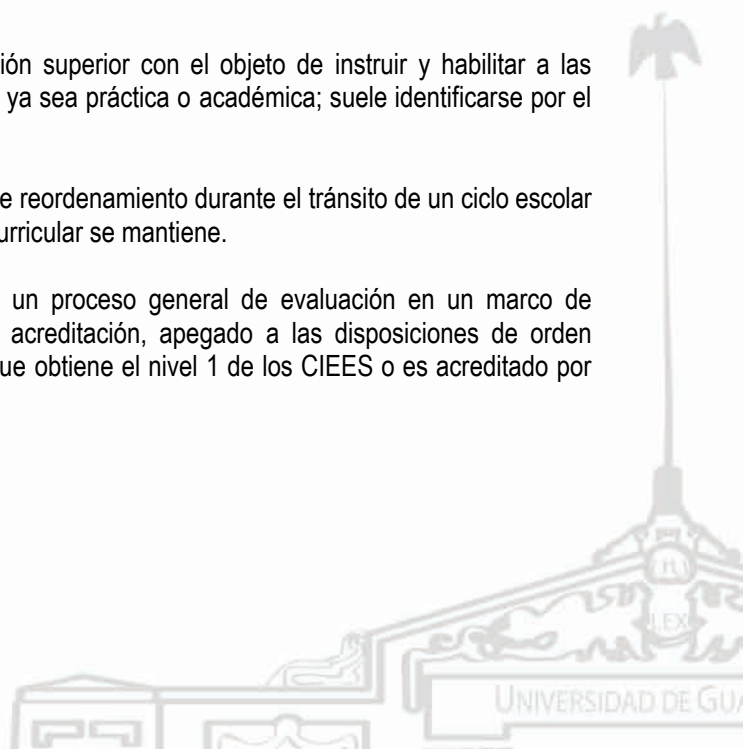 ión superior con el objeto de instruir y habilitar a las
ya sea práctica o académica; suele identificarse por el
e reordenamiento durante el tránsito de un ciclo escolar
urricular se mantiene.
un proceso general de evaluación en un marco de
acreditación, apegado a las disposiciones de orden
ue obtiene el nivel 1 de los CIEES o es acreditado por
LEX
UNIVERSIDAD DE GUA